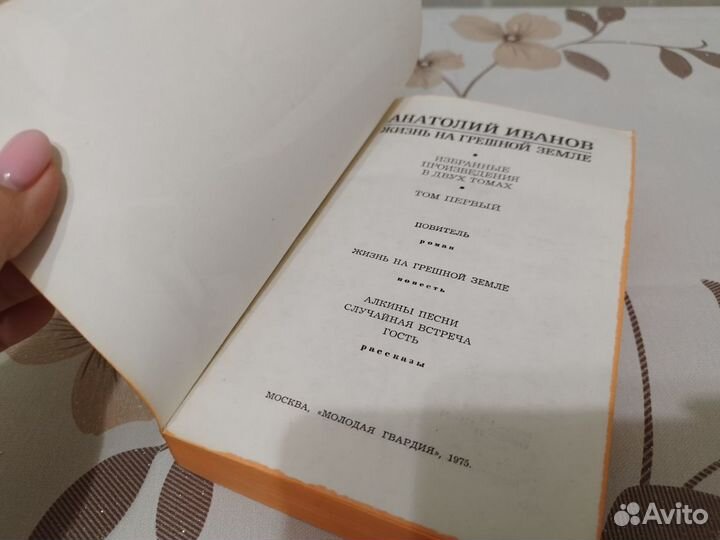 АНАТОЛИЙ ИВАНОВ
ЖИЗНЬ НА ГРЕШНОЙ ЗЕМЛЕ
ИЗБРАННЫЕ
ПРОИЗВЕДЕНИЯ
В ДВУХ ТОМАХ
ТОМ ПЕРВЫЙ
ПОВИТЕЛЬ
роман
ЖИЗНЬ НА ГРЕШНОЙ ЗЕМЛЕ
повесть
АЛКИНЫ ПЕСНИ
СЛУЧАЙНАЯ ВСТРЕЧА
ГОСТЬ
рассказы
МОСКВА, «МОЛОДАЯ ГВАРДИЯ», 1975.
Avito